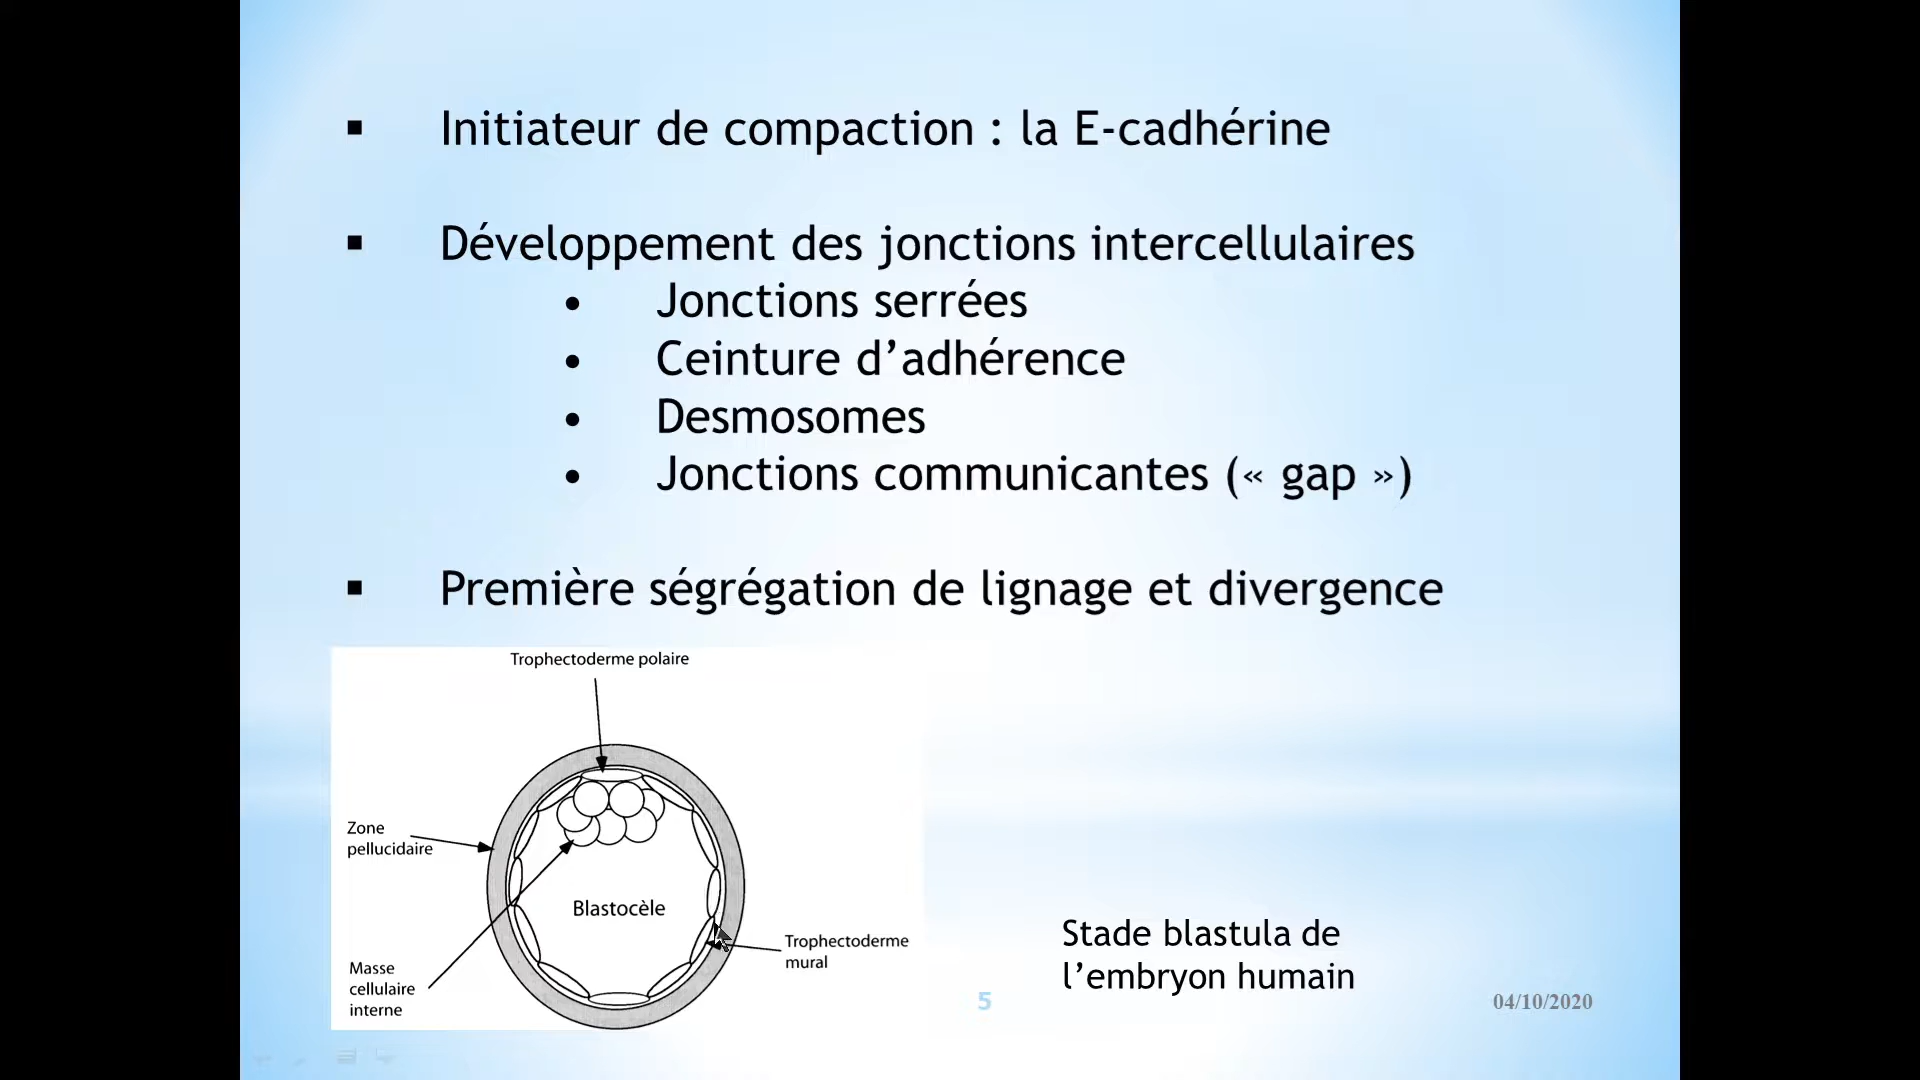 Initiateur de compaction : la E-cadhérine
Développement des jonctions intercellulaires
Jonctions serrées
Ceinture d’adhérence
Desmosomes
Jonctions communicantes (« gap »)
Première ségrégation de lignage et divergence
Trophectoderme polaire
Zone
pellucidaire
Blastocèle
Trophectoderme
mural
Masse
cellulaire
interne
Stade blastula de
l’embryon humain
5
04/10/2020